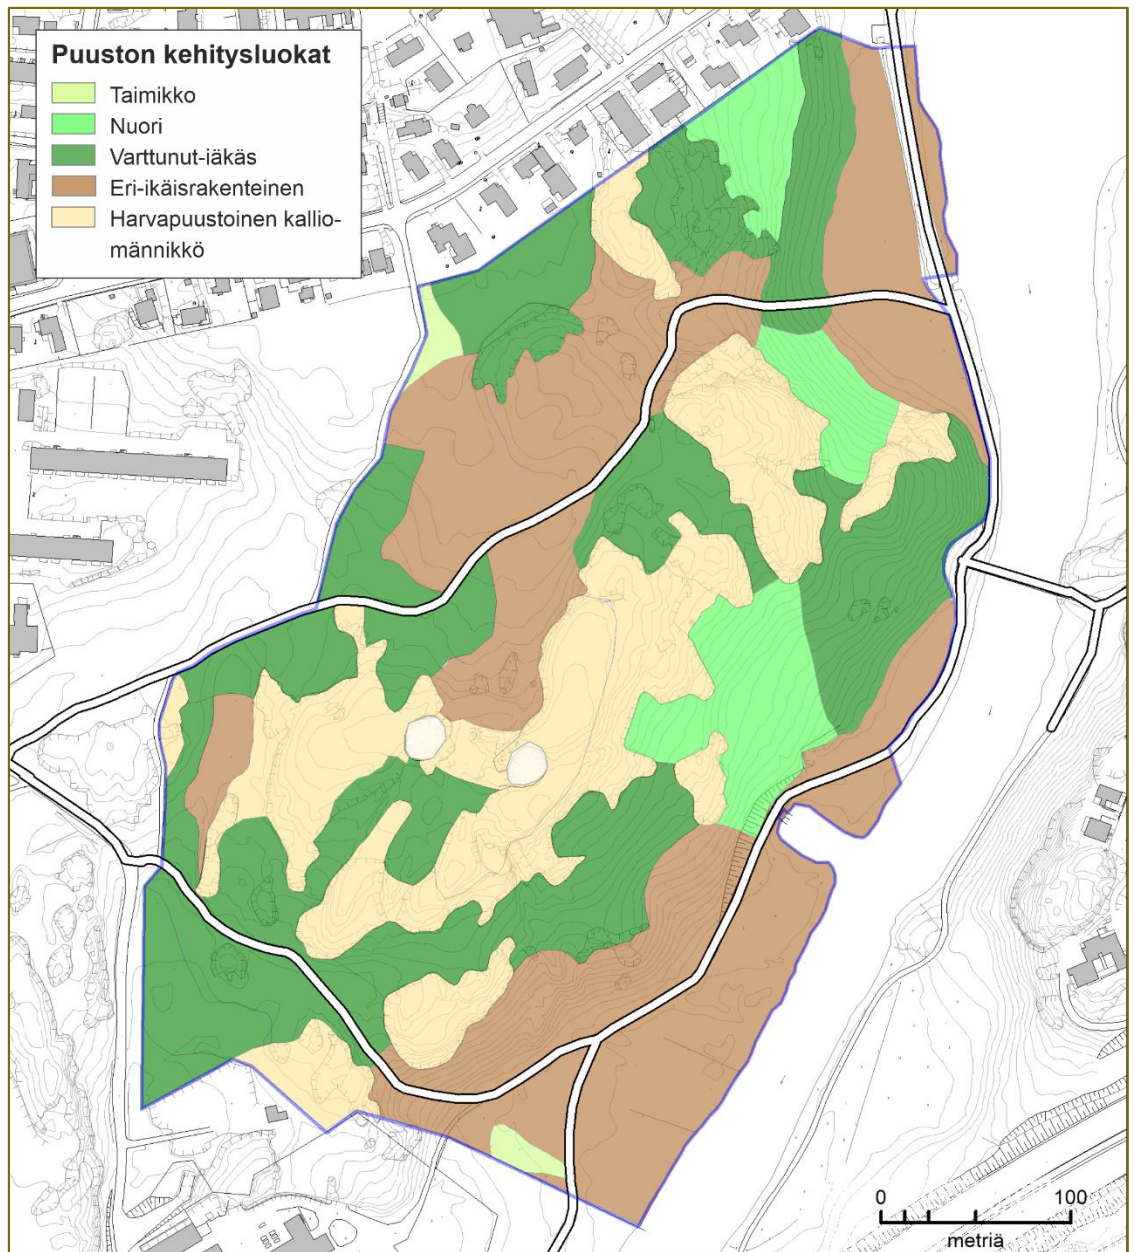 Puuston kehitysluokat
Taimikko
Nuori
Varttunut-iäkäs
Eri-ikäisrakenteinen
Harvapuustoinen kallio-
männikkö
0 100
metriä